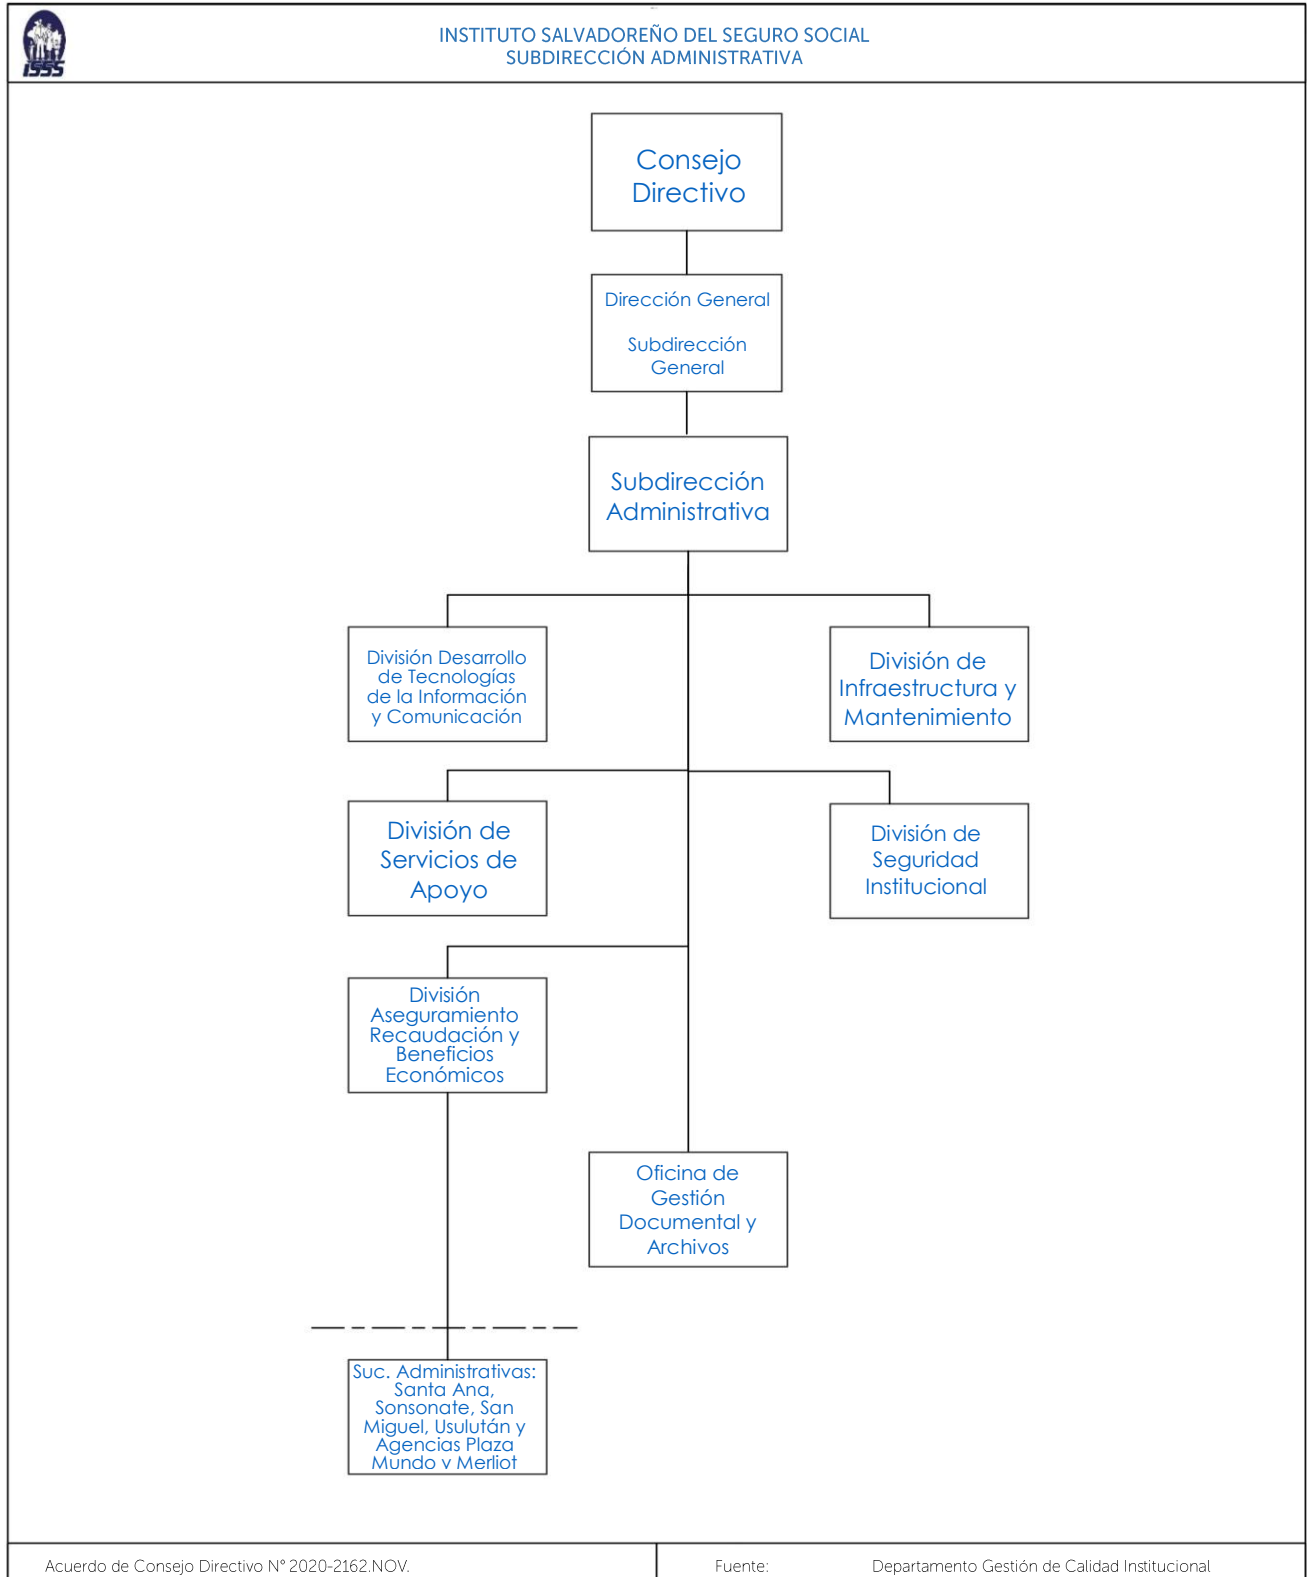 ISSS
INSTITUTO SALVADOREÑO DEL SEGURO SOCIAL
SUBDIRECCIÓN ADMINISTRATIVA
Consejo
Directivo
Dirección General
Subdirección
General
Subdirección
Administrativa
División Desarrollo
de Tecnologías
de la Información
y Comunicación
División de
Infraestructura y
Mantenimiento
División de
Servicios de
Apoyo
División de
Seguridad
Institucional
División
Aseguramiento
Recaudación y
Beneficios
Económicos
Oficina de
Gestión
Documental y
Archivos
Suc. Administrativas:
Santa Ana,
Sonsonate, San
Miguel, Usulután y
Agencias Plaza
Mundo y Merliot
Acuerdo de Consejo Directivo N° 2020-2162.NOV.
Fuente: Departamento Gestión de Calidad Institucional